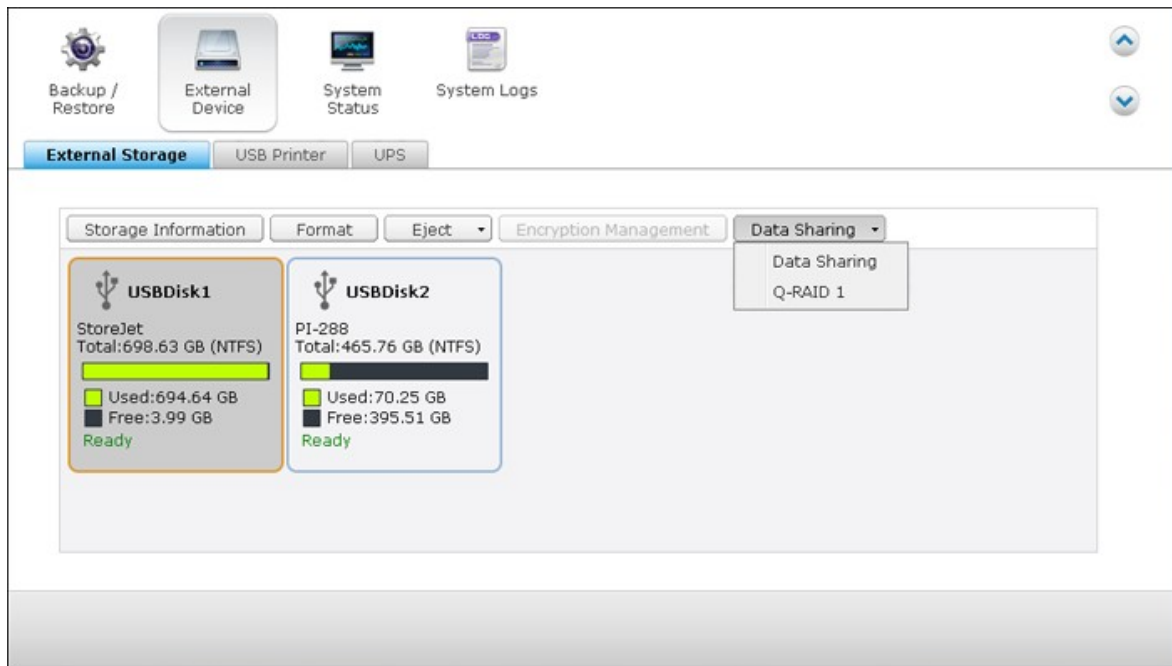 LOG
Backup /
Restore
External
Device
System
Status
System Logs
External Storage USB Printer UPS
Storage Information Format Eject Encryption Management Data Sharing
Data Sharing
Q-RAID 1
USBDisk1
StoreJet
Total:698.63 GB (NTFS)
Used:694.64 GB
Free:3.99 GB
Ready
USBDisk2
PI-288
Total:465.76 GB (NTFS)
Used:70.25 GB
Free:395.51 GB
Ready